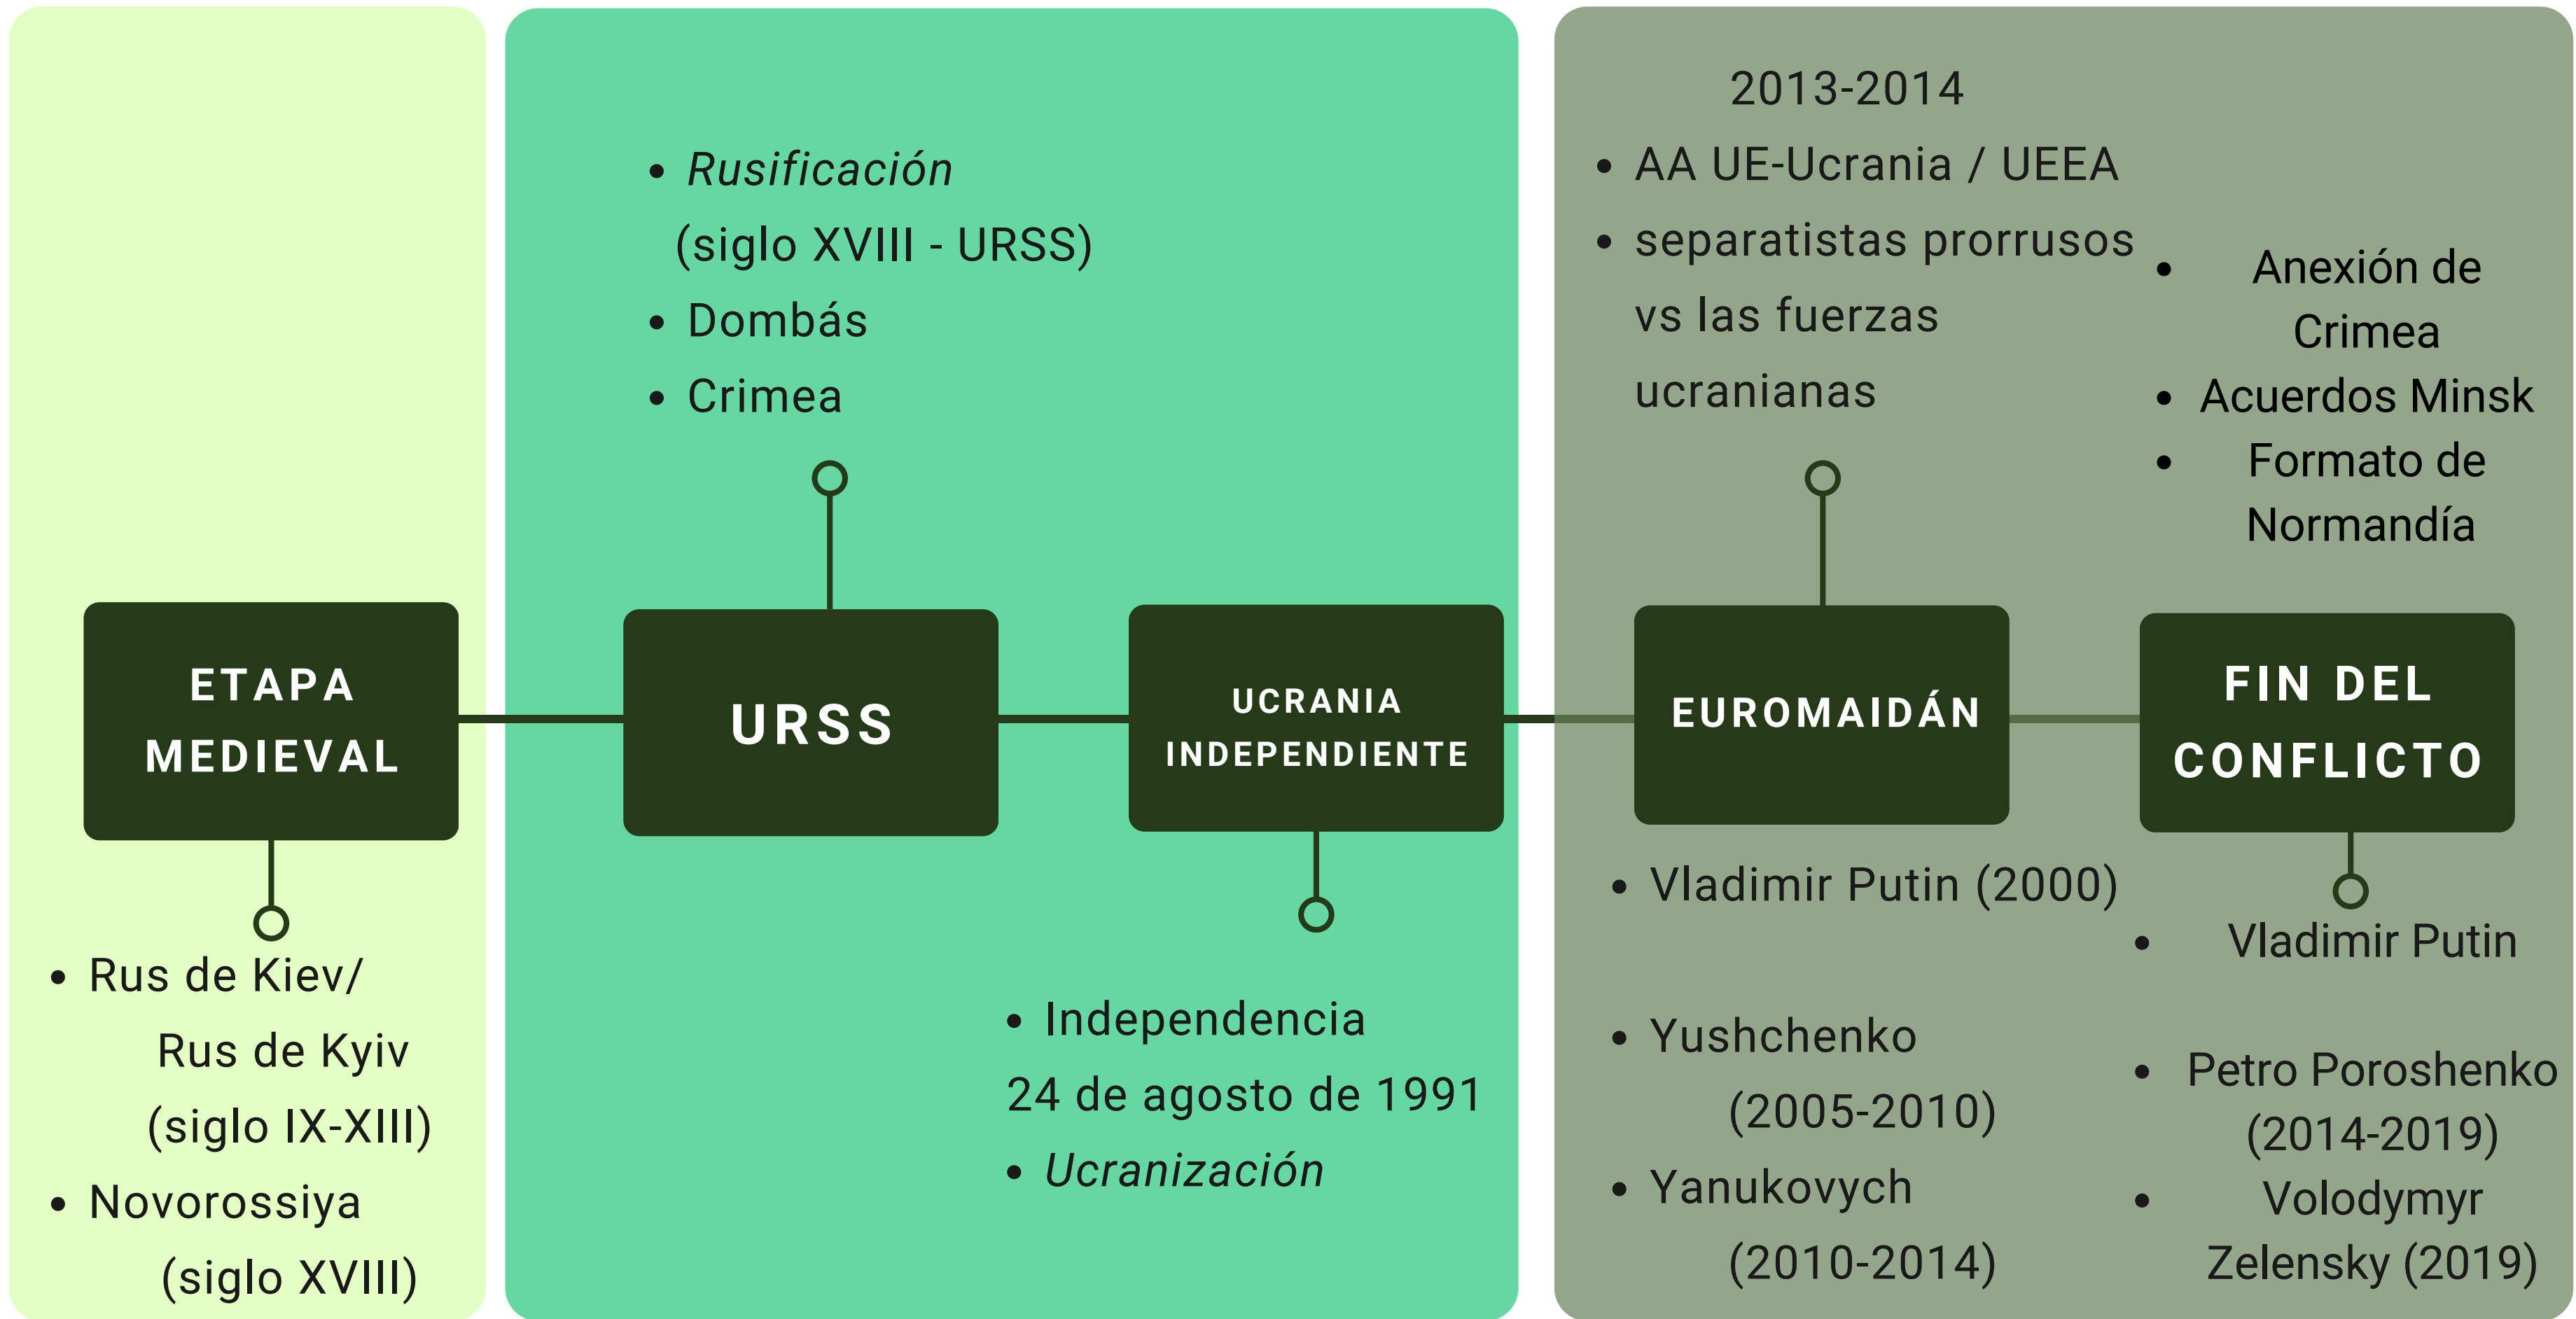 ETAPA
MEDIEVAL
• Rus de Kiev/
Rus de Kyiv
(siglo IX-XIII)
• Novorossiya
(siglo XVIII)
• Rusificación
(siglo XVIII - URSS)
• Dombás
• Crimea
URSS
UCRANIA
INDEPENDIENTE
• Independencia
24 de agosto de 1991
• Ucranización
2013-2014
• AA UE-Ucrania / UEEA
• separatistas prorrusos
vs las fuerzas
ucranianas
EUROMAIDÁN
• Vladimir Putin (2000)
• Yushchenko
(2005-2010)
• Yanukovych
(2010-2014)
• Anexión de
Crimea
• Acuerdos Minsk
• Formato de
Normandía
FIN DEL
CONFLICTO
• Vladimir Putin
• Petro Poroshenko
(2014-2019)
• Volodymyr
Zelensky (2019)